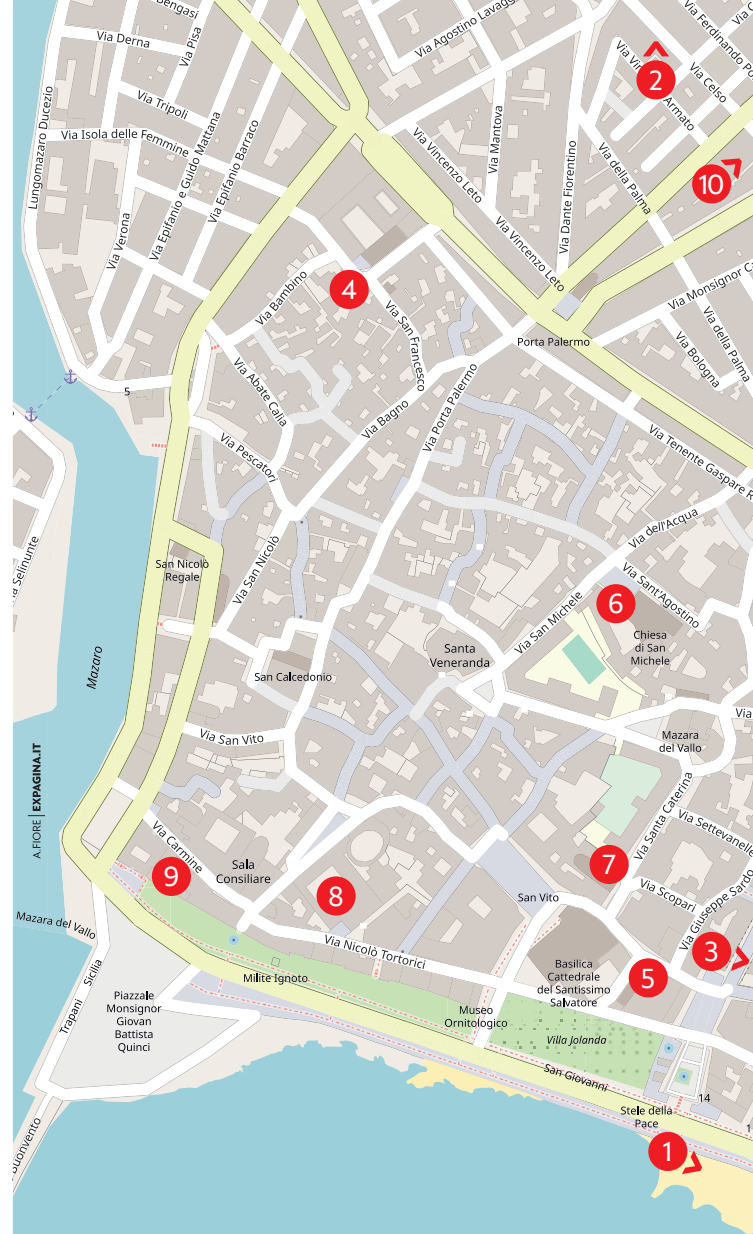 Bengasi
Via Pisa
Via Derna
Via Agostino Lavagg
Via Ferdinando P
Via C
2
Via Vin
Armato
Via Celso
Lungomazaro Ducezio
Via Tripoli
Via Isola delle Femmine
Via Epifanio e Guido Mattana
Via Epifanio Barraco
Via Verona
Via Vincenzo Leto
Via Mantova
Via Dante Fiorentino
Via della Palma
10
Via Vincenzo Leto
4
Via Bambino
Via San Francesco
Via Monsignor C
Porta Palermo
Via Bologna
Via della Palma
5
Via Abate Calia
Via Bagno
Via Porta Palermo
Via Pescatori
Via Tenente Gaspare R
Via dell'Acqua
ia Selinunte
San Nicolò
Regale
Via San Nicolò
6
Via Sant'Agostino
Via San Michele
Chiesa
di San
Michele
Mazaro
Santa
Veneranda
San Calcedonio
Via
Via San Vito
Mazara
del Vallo
A.FIORE | EXPAGINA.IT
Via Santa Caterina
Via Settevanelle
Via Carmine
9
Sala
Consiliare
8
7
Via Scopari
Via Giuseppe Sardo
San Vito
3
Mazara del Vallo
Via Nicolò Tortorici
Basilica
Cattedrale
del Santissimo
Salvatore
5
Trapani
Sicilia
Milite Ignoto
Piazzale
Monsignor
Giovan
Battista
Quinci
Museo
Ornitologico
Villa Jolanda
San Giovanni
14
Stele della
Pace
1
1
Buonvento